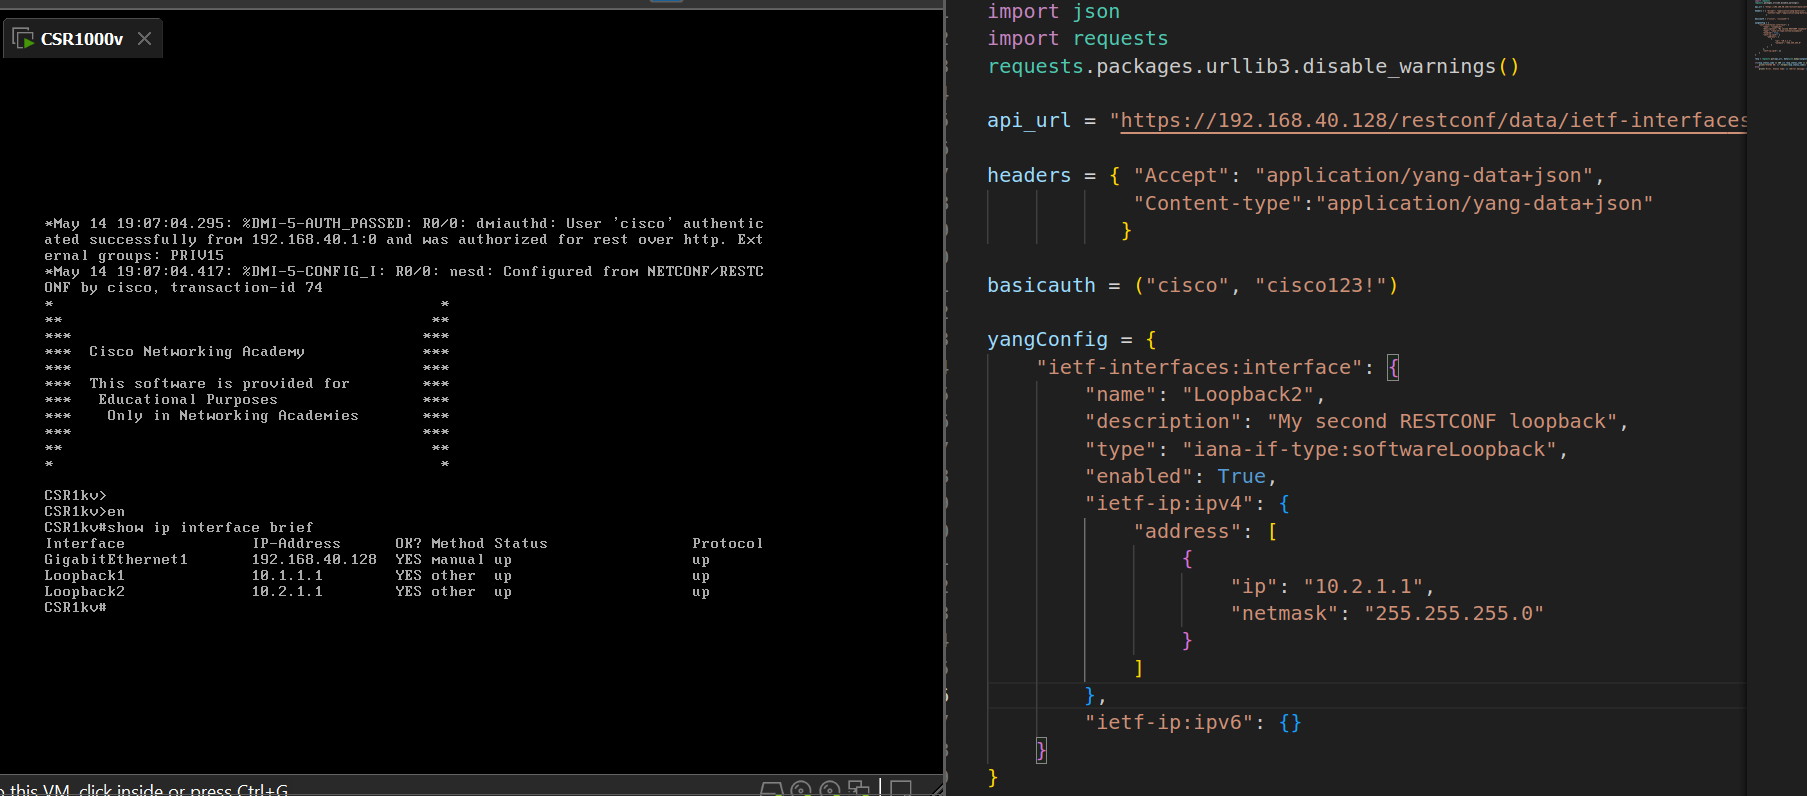 CSR1000v
*May 14 19:07:04.295: %DMI-5-AUTH_PASSED: R0/0: dmiauthd: User 'cisco' authentic
ated successfully from 192.168.40.1:0 and was authorized for rest over http. Ext
ernal groups: PRIV15
*May 14 19:07:04.417: %DMI-5-CONFIG_I: R0/0: nesd: Configured from NETCONF/RESTC
ONF by cisco, transaction-id 74
* *
** **
*** ***
*** Cisco Networking Academy ***
*** ***
*** This software is provided for ***
*** Educational Purposes ***
*** Only in Networking Academies ***
*** ***
** **
* *
CSR1kv>
CSR1kv>en
CSR1kv#show ip interface brief
Interface IP-Address OK? Method Status Protocol
GigabitEthernet1 192.168.40.128 YES manual up up
Loopback1 10.1.1.1 YES other up up
Loopback2 10.2.1.1 YES other up up
CSR1kv#
o this VM, click inside or press Ctrl+G.
import json
import requests
requests.packages.urllib3.disable_warnings()
api_url = "https://192.168.40.128/restconf/data/ietf-interfaces
headers = { "Accept": "application/yang-data+json",
"Content-type":"application/yang-data+json"
}
basicauth = ("cisco", "cisco123!")
yangConfig = {
"ietf-interfaces:interface": {
"name": "Loopback2",
"description": "My second RESTCONF loopback",
"type": "iana-if-type:softwareLoopback",
"enabled": True,
"ietf-ip:ipv4": {
"address": [
{
"ip": "10.2.1.1",
"netmask": "255.255.255.0"
}
]
},
"ietf-ip:ipv6": {}
}
}